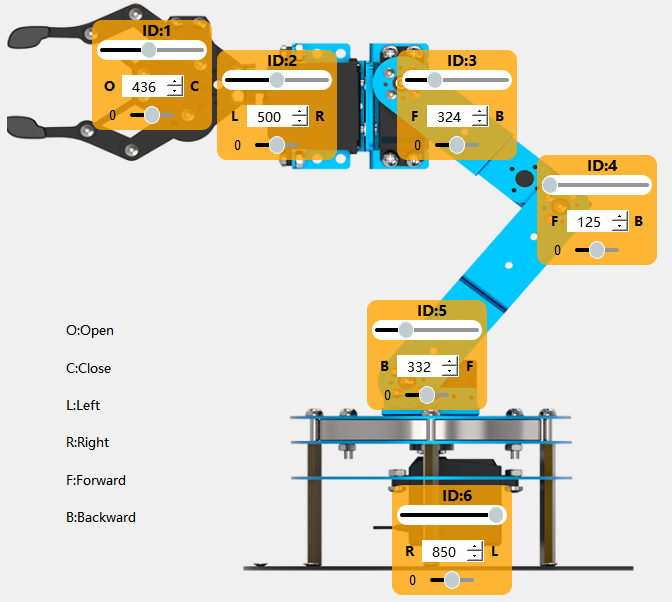 ID:1
O 436 C
0
ID:2
L 500 R
0
ID:3
F 324 B
0
ID:4
F 125 B
0
ID:5
B 332 F
0
ID:6
R 850 L
0
O:Open
C:Close
L:Left
R:Right
F:Forward
B:Backward